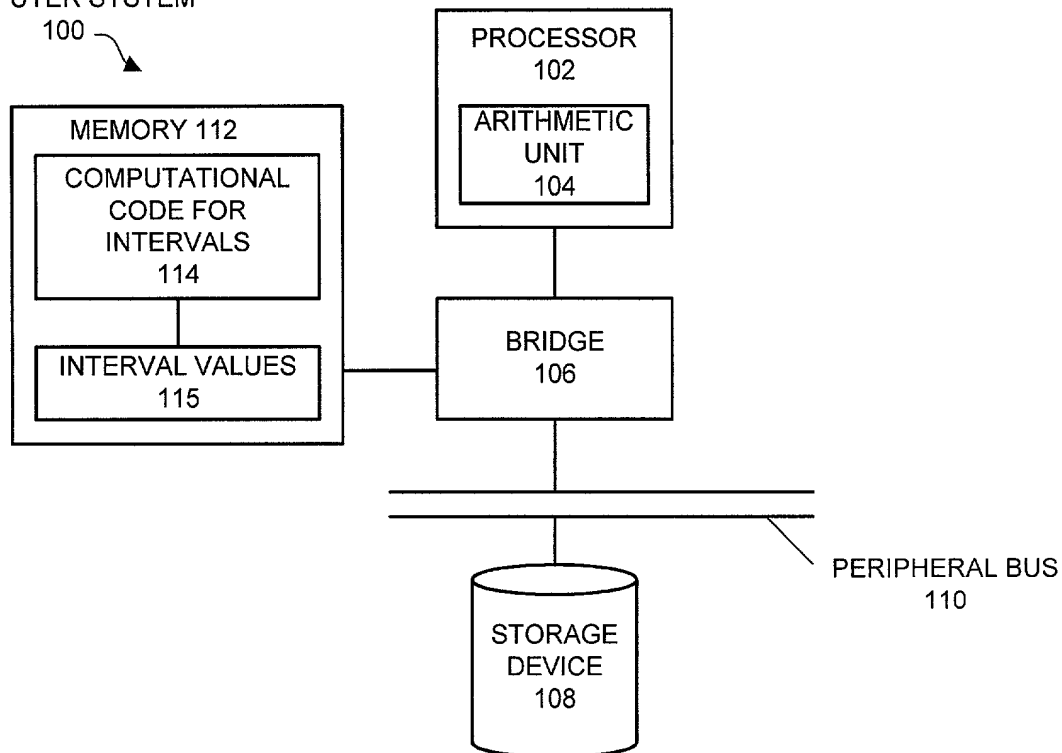 SYSTEM
100
PROCESSOR
102
ARITHMETIC
UNIT
104
MEMORY 112
COMPUTATIONAL
CODE FOR
INTERVALS
114
INTERVAL VALUES
115
BRIDGE
106
PERIPHERAL BUS
110
STORAGE
DEVICE
108